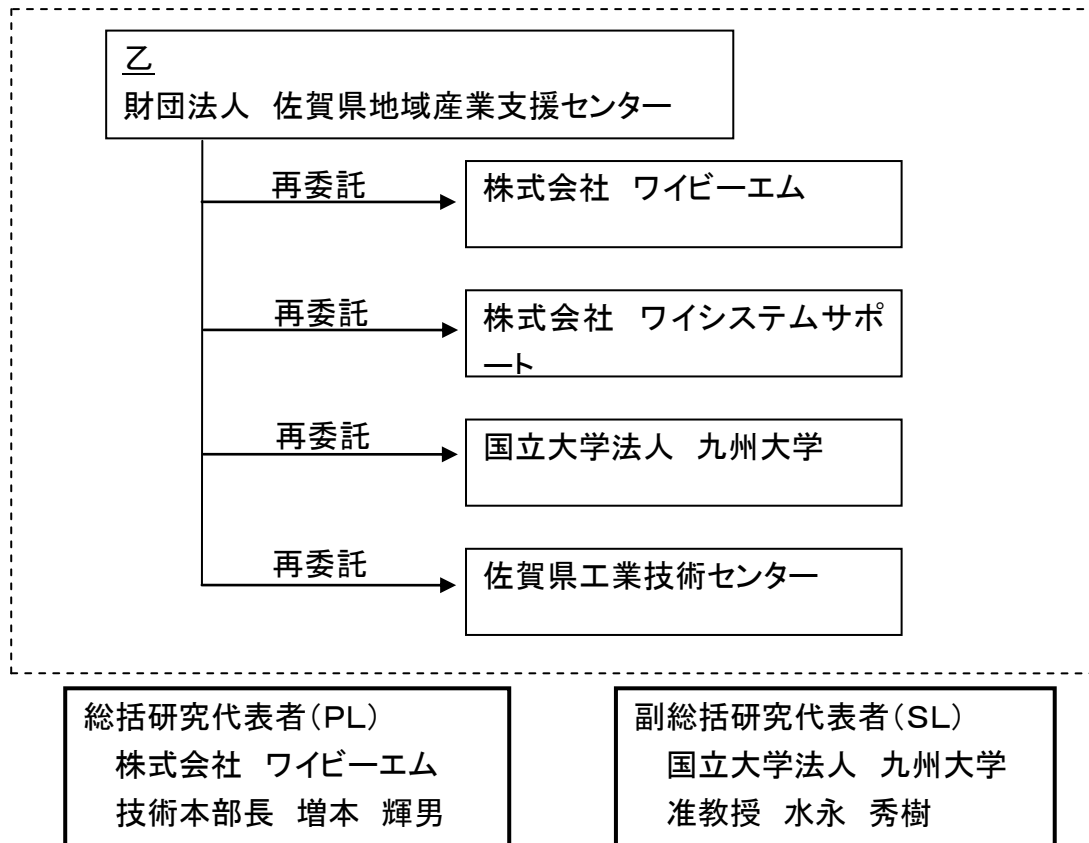 乙
財団法人　佐賀県地域産業支援センター
再委託
株式会社　ワイビーエム
再委託
株式会社　ワイシステムサポ
ート
再委託
国立大学法人　九州大学
再委託
佐賀県工業技術センター
総括研究代表者（ＰＬ）
株式会社　ワイビーエム
技術本部長　増本　輝男
副総括研究代表者（ＳＬ）
国立大学法人　九州大学
准教授　水永　秀樹